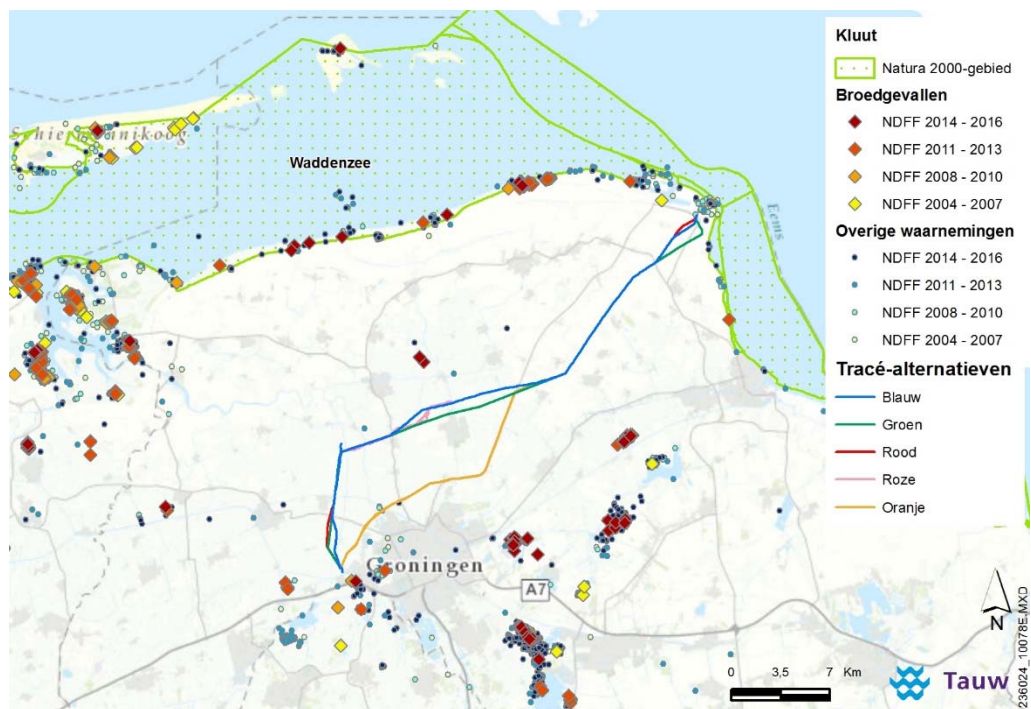 Kluut
Natura 2000-gebied
Broedgevallen
NDFF 2014 - 2016
NDFF 2011 - 2013
NDFF 2008 - 2010
NDFF 2004 - 2007
Overige waarnemingen
NDFF 2014 - 2016
NDFF 2011 - 2013
NDFF 2008 - 2010
NDFF 2004 - 2007
Tracé-alternatieven
Blauw
Groen
Rood
Roze
Oranje
Waddenzee
Eems
Groningen
A7
N
0 3,5 7 Km
Tauw
236024_10078E.MXD